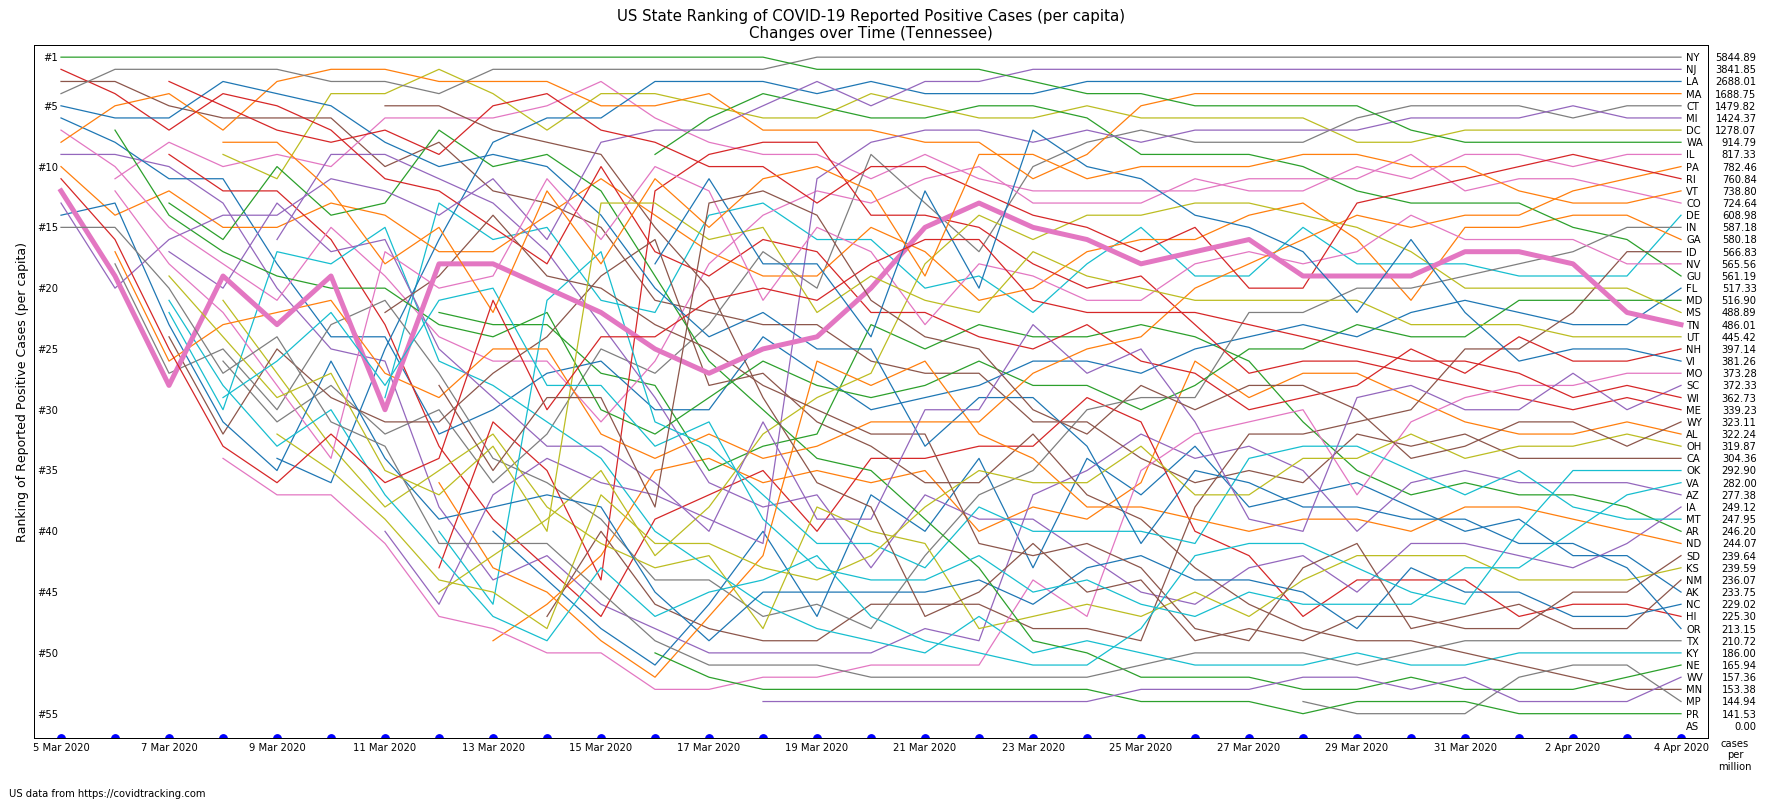 US State Ranking of COVID-19 Reported Positive Cases (per capita)
Changes over Time (Tennessee)
Ranking of Reported Positive Cases (per capita)
#1
#5
#10
#15
#20
#25
#30
#35
#40
#45
#50
#55
NY 5844.89
NJ 3841.85
LA 2688.01
MA 1688.75
CT 1479.82
MI 1424.37
DC 1278.07
WA 914.79
IL 817.33
PA 782.46
RI 760.84
VT 738.80
CO 724.64
DE 608.98
IN 587.18
GA 580.18
ID 566.83
NV 565.56
GU 561.19
FL 517.33
MD 516.90
MS 488.89
TN 486.01
UT 445.42
NH 397.14
VI 381.26
MO 373.28
SC 372.33
WI 362.73
ME 339.23
WY 323.11
AL 322.24
OH 319.87
CA 304.36
OK 292.90
VA 282.00
AZ 277.38
IA 249.12
MT 247.95
AR 246.20
ND 244.07
SD 239.64
KS 239.59
NM 236.07
AK 233.75
NC 229.02
HI 225.30
OR 213.15
TX 210.72
KY 186.00
NE 165.94
WV 157.36
MN 153.38
MP 144.94
PR 141.53
AS 0.00
5 Mar 2020 7 Mar 2020 9 Mar 2020 11 Mar 2020 13 Mar 2020 15 Mar 2020 17 Mar 2020 19 Mar 2020 21 Mar 2020 23 Mar 2020 25 Mar 2020 27 Mar 2020 29 Mar 2020 31 Mar 2020 2 Apr 2020 4 Apr 2020
cases
per
million
US data from https://covidtracking.com